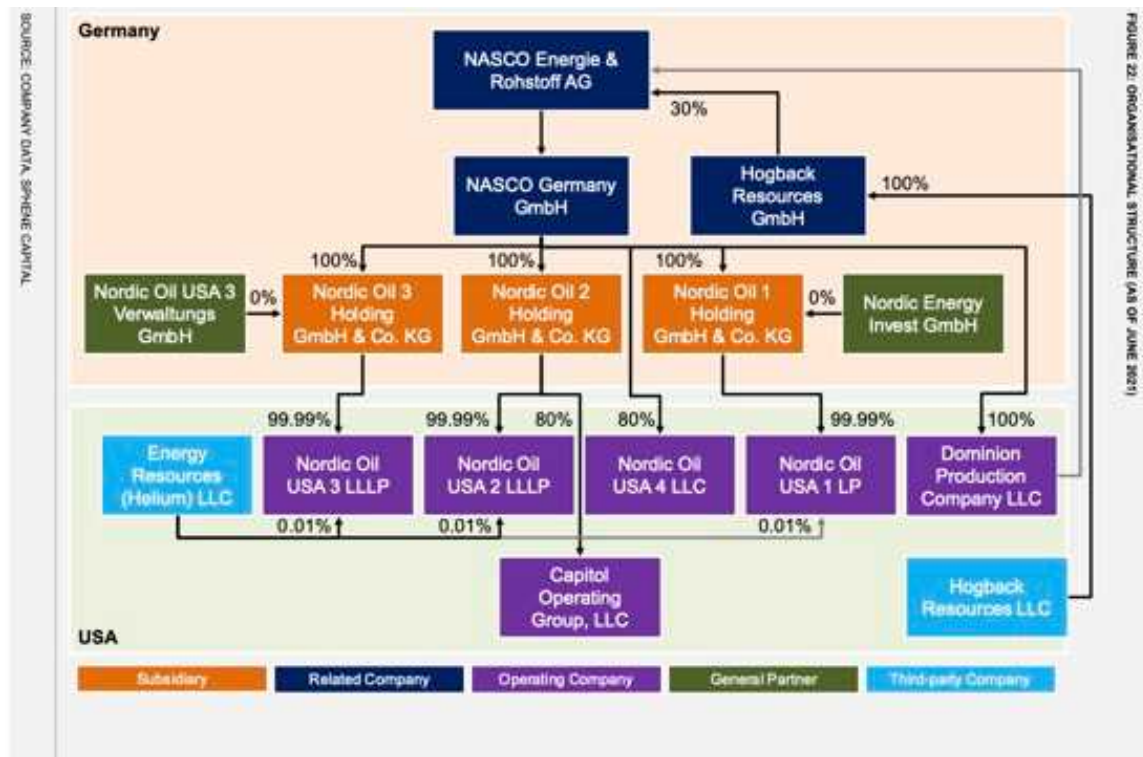 FIGURE 22: ORGANISATIONAL STRUCTURE (AS OF JUNE 2021)
Germany
NASCO Energie &
Rohstoff AG
30%
NASCO Germany
GmbH
Hogback
Resources
GmbH
100%
100%
100%
100%
Nordic Oil USA 3
Verwaltungs
GmbH
0%
Nordic Oil 3
Holding
GmbH & Co. KG
Nordic Oil 2
Holding
GmbH & Co. KG
Nordic Oil 1
Holding
GmbH & Co. KG
0%
Nordic Energy
Invest GmbH
99.99%
99.99%
80%
80%
99.99%
100%
Energy
Resources
(Helium) LLC
Nordic Oil
USA 3 LLLP
Nordic Oil
USA 2 LLLP
Nordic Oil
USA 4 LLC
Nordic Oil
USA 1 LP
Dominion
Production
Company LLC
0.01%
0.01%
0.01%
Capitol
Operating
Group, LLC
Hogback
Resources LLC
USA
Subsidiary
Related Company
Operating Company
General Partner
Third-party Company
SOURCE: COMPANY DATA, SPHENE CAPITAL